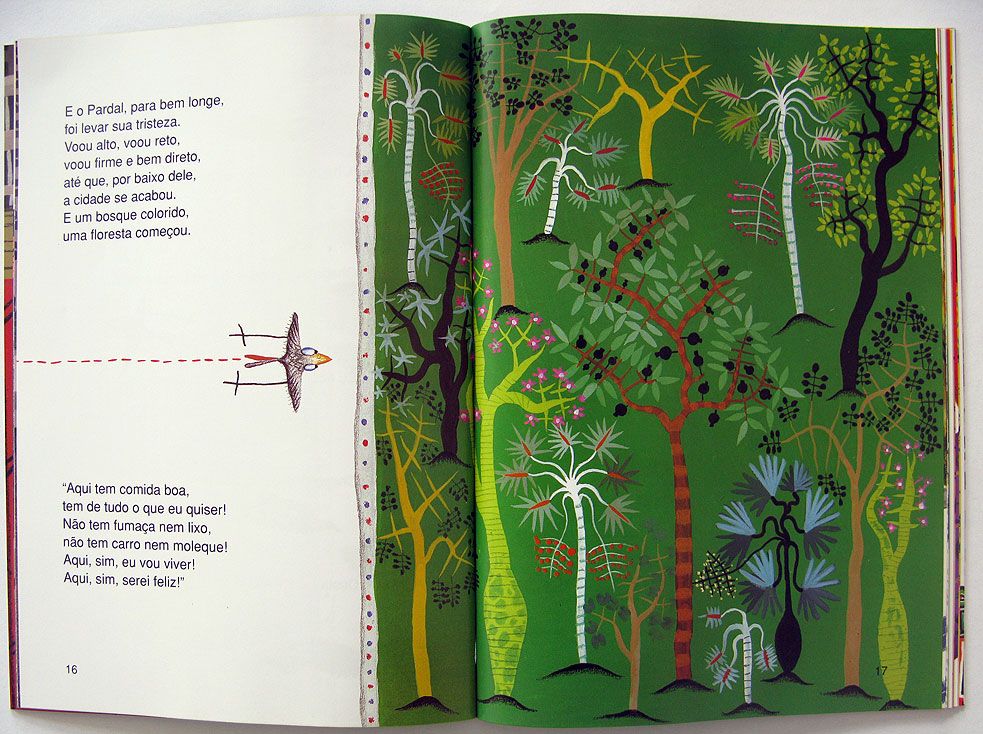 E o Pardal, para bem longe,
foi levar sua tristeza.
Voou alto, voou reto,
voou firme e bem direto,
até que, por baixo dele,
a cidade se acabou.
E um bosque colorido,
uma floresta começou.
“Aqui tem comida boa,
tem de tudo o que eu quiser!
Não tem fumaça nem lixo,
não tem carro nem moleque!
Aqui, sim, eu vou viver!
Aqui, sim, serei feliz!”
16
17